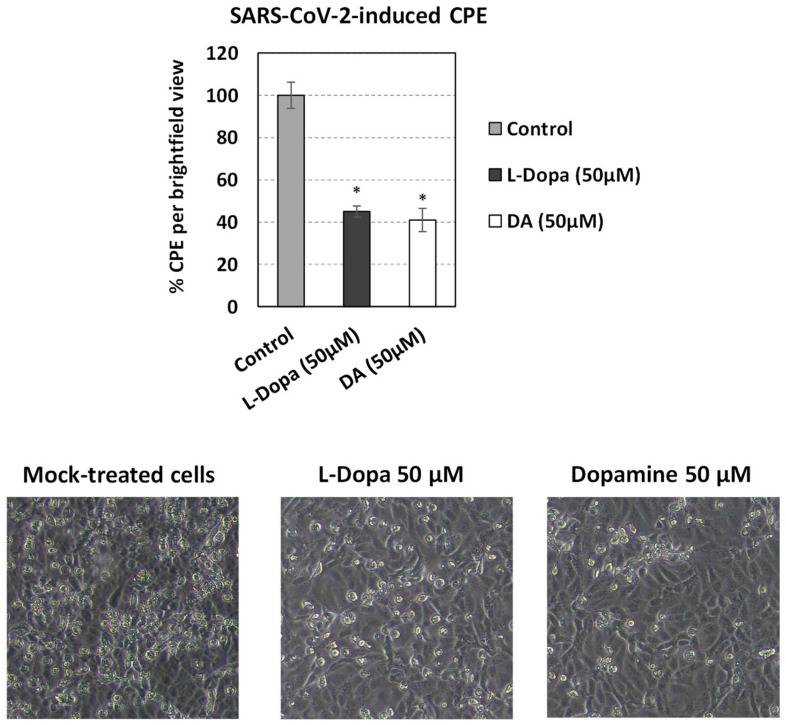 SARS-CoV-2-induced CPE
% CPE per brightfield view
120
100
80
60
40
20
0
*
*
Control
L-Dopa (50μM)
DA (50μM)
Control
L-Dopa (50μM)
DA (50μM)
Mock-treated cells
L-Dopa 50 μM
Dopamine 50 μM